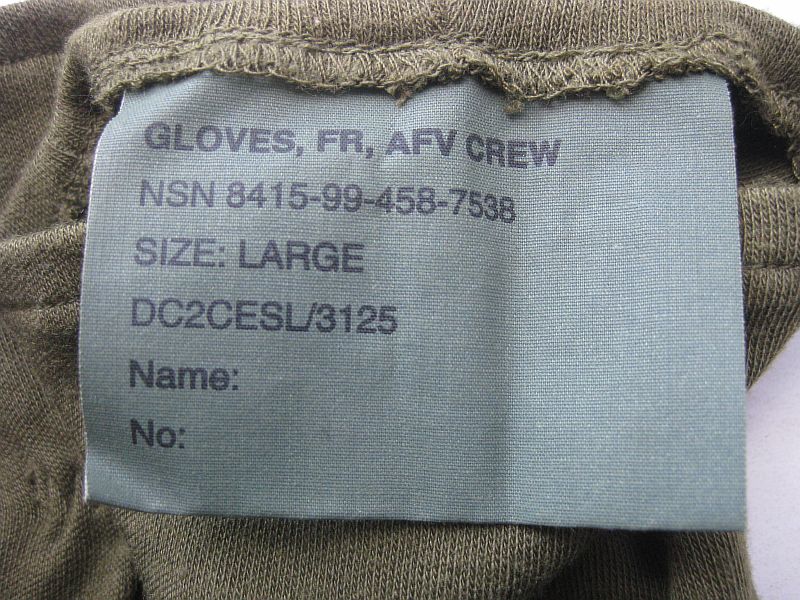 GLOVES, FR, AFV CREW
NSN 8415-99-458-7538
SIZE: LARGE
DC2CESL/3125
Name:
No: